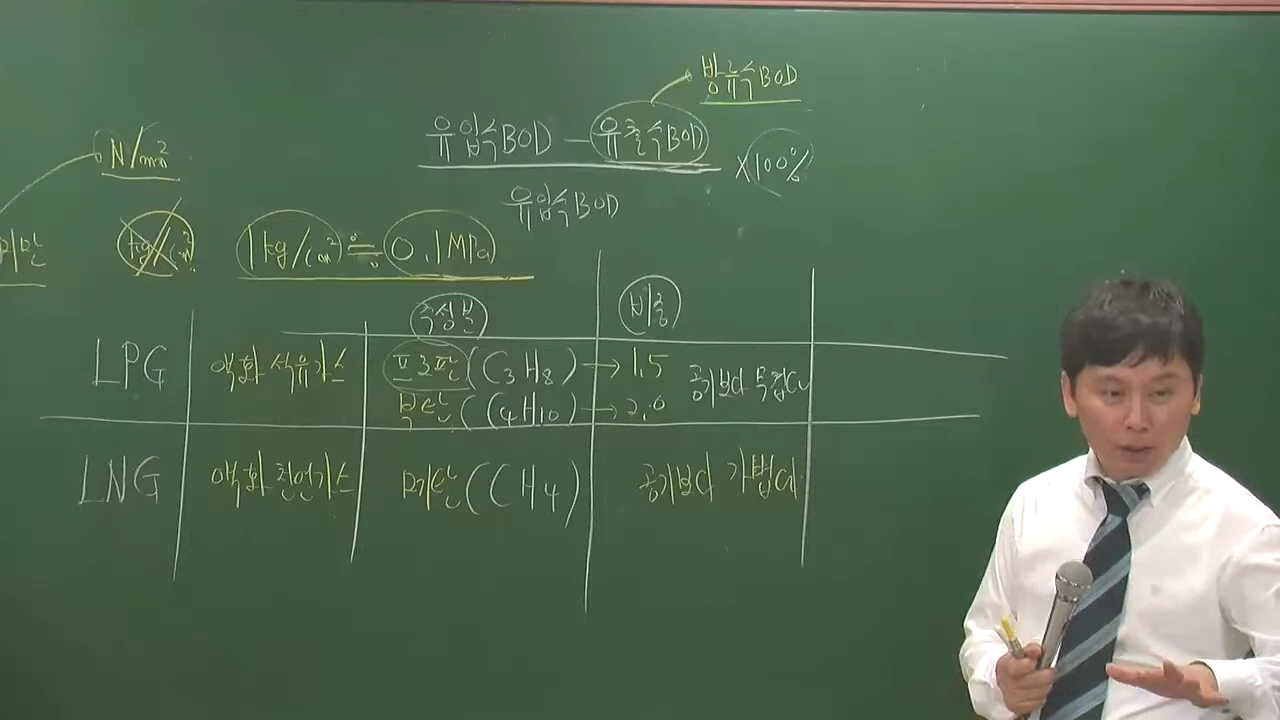 방류수BOD
유입수BOD - 유출수BOD
×100%
유입수BOD
N/mm²
미만
kg/cm²
1kg/cm² ≒ 0.1MPa
주성분 비중
LPG 액화석유가스 프로판(C3H8) → 1.5 공기보다 무겁다
부탄(C4H10) → 2.0
LNG 액화천연가스 메탄(CH4) 공기보다 가볍다